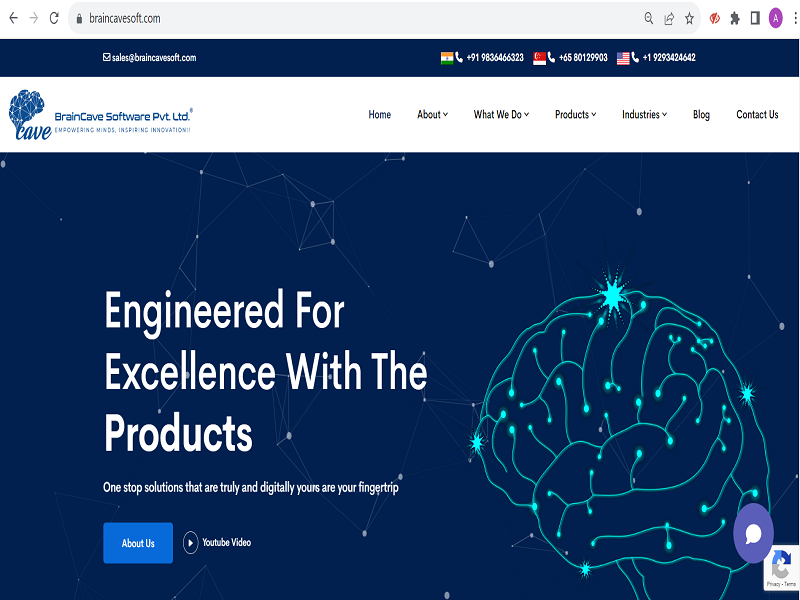 braincavesoft.com
A
sales@braincavesoft.com
+91 9836466323
+65 80129903
+1 9293424642
cave
BrainCave Software Pvt. Ltd.®
EMPOWERING MINDS, INSPIRING INNOVATION!!
Home
About
What We Do
Products
Industries
Blog
Contact Us
Engineered For
Excellence With The
Products
One stop solutions that are truly and digitally yours are your fingertrip
About Us
Youtube Video
Privacy - Terms